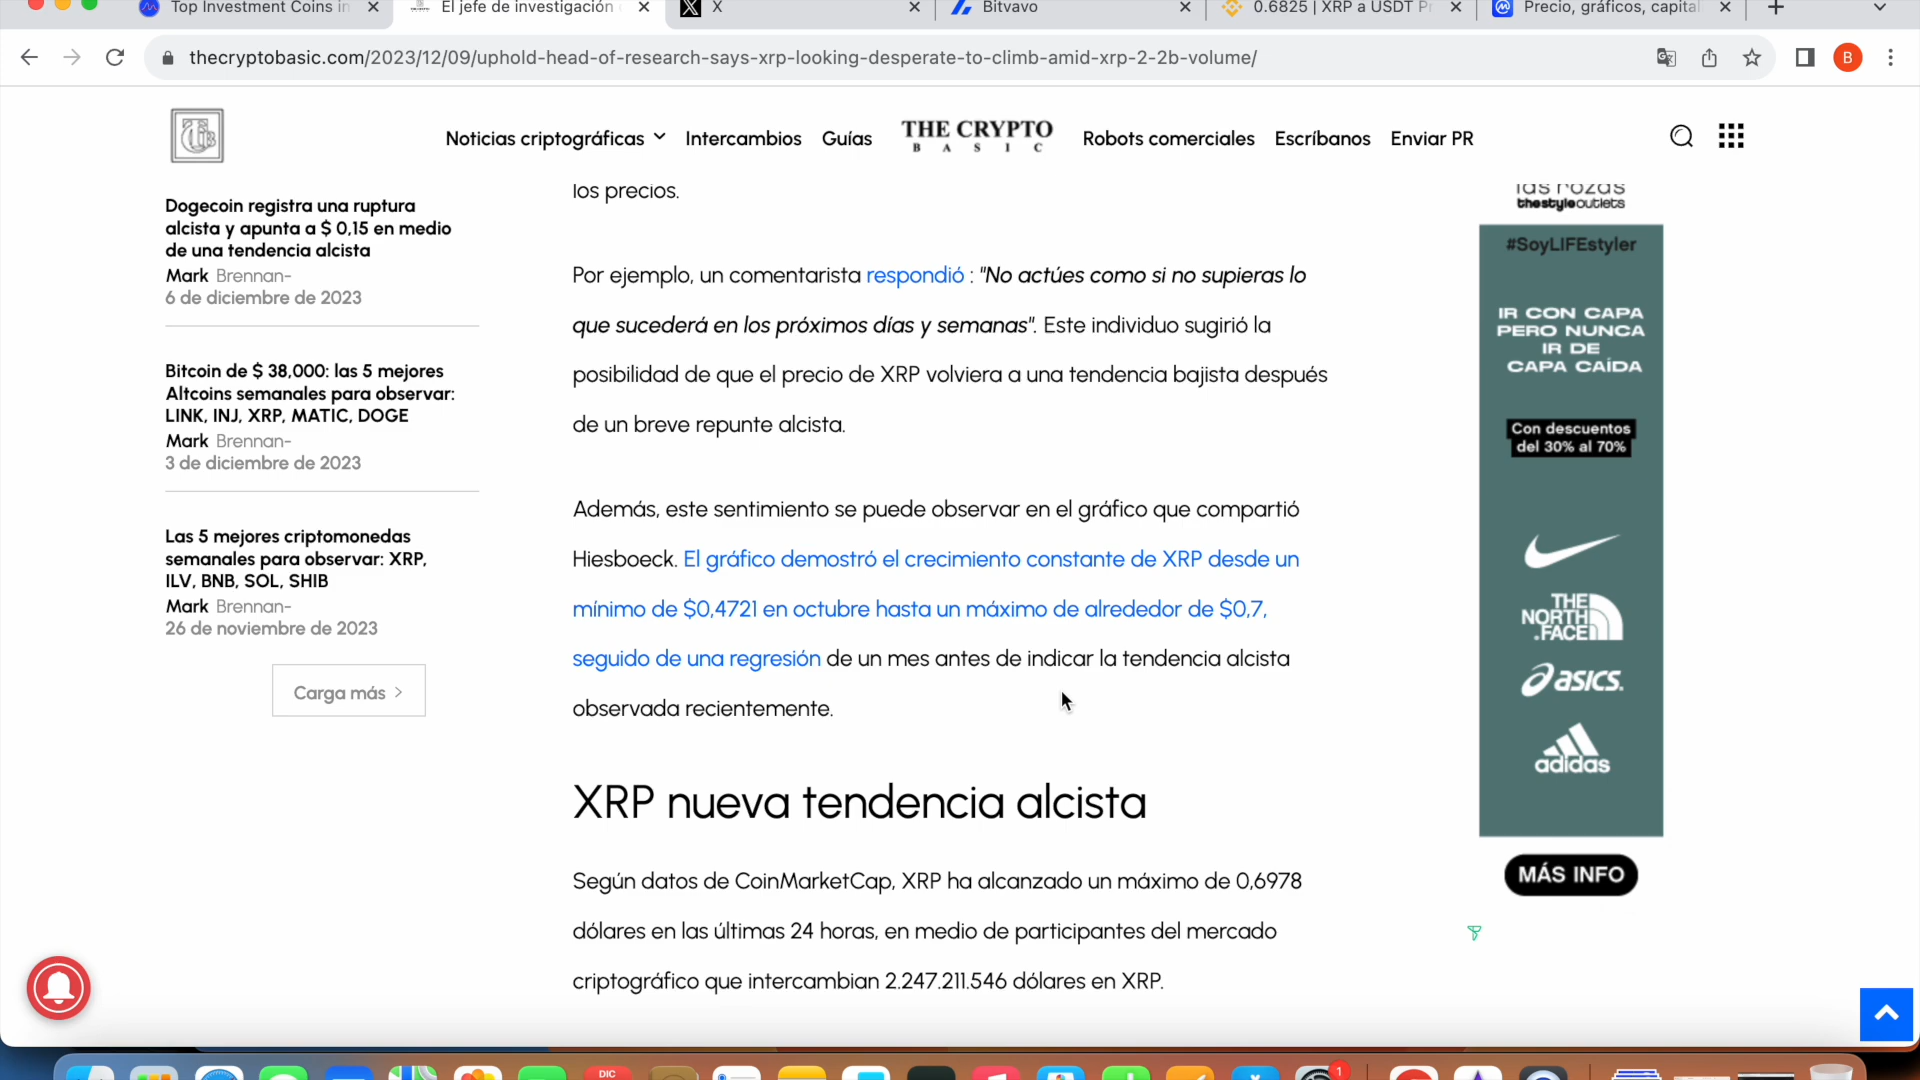 Top Investment Coins in
El jefe de investigación
X
Bitvavo
0.6825 | XRP a USDT
Precio, gráficos, capital
thecryptobasic.com/2023/12/09/uphold-head-of-research-says-xrp-looking-desperate-to-climb-amid-xrp-2-2b-volume/
B
Noticias criptográficas
Intercambios
Guías
THE CRYPTO
BASIC
Robots comerciales
Escríbanos
Enviar PR
Dogecoin registra una ruptura
alcista y apunta a $ 0,15 en medio
de una tendencia alcista
Mark Brennan-
6 de diciembre de 2023
Bitcoin de $ 38,000: las 5 mejores
Altcoins semanales para observar:
LINK, INJ, XRP, MATIC, DOGE
Mark Brennan-
3 de diciembre de 2023
Las 5 mejores criptomonedas
semanales para observar: XRP,
ILV, BNB, SOL, SHIB
Mark Brennan-
26 de noviembre de 2023
Carga más
los precios.
Por ejemplo, un comentarista respondió : "No actúes como si no supieras lo
que sucederá en los próximos días y semanas". Este individuo sugirió la
posibilidad de que el precio de XRP volviera a una tendencia bajista después
de un breve repunte alcista.
Además, este sentimiento se puede observar en el gráfico que compartió
Hiesboeck. El gráfico demostró el crecimiento constante de XRP desde un
mínimo de $0,4721 en octubre hasta un máximo de alrededor de $0,7,
seguido de una regresión de un mes antes de indicar la tendencia alcista
observada recientemente.
XRP nueva tendencia alcista
Según datos de CoinMarketCap, XRP ha alcanzado un máximo de 0,6978
dólares en las últimas 24 horas, en medio de participantes del mercado
criptográfico que intercambian 2.247.211.546 dólares en XRP.
las rozas
thestyleoutlets
#SoyLIFEstyler
IR CON CAPA
PERO NUNCA
IR DE
CAPA CAÍDA
Con descuentos
del 30% al 70%
THE
NORTH
FACE
asics
adidas
MÁS INFO
DIC
1